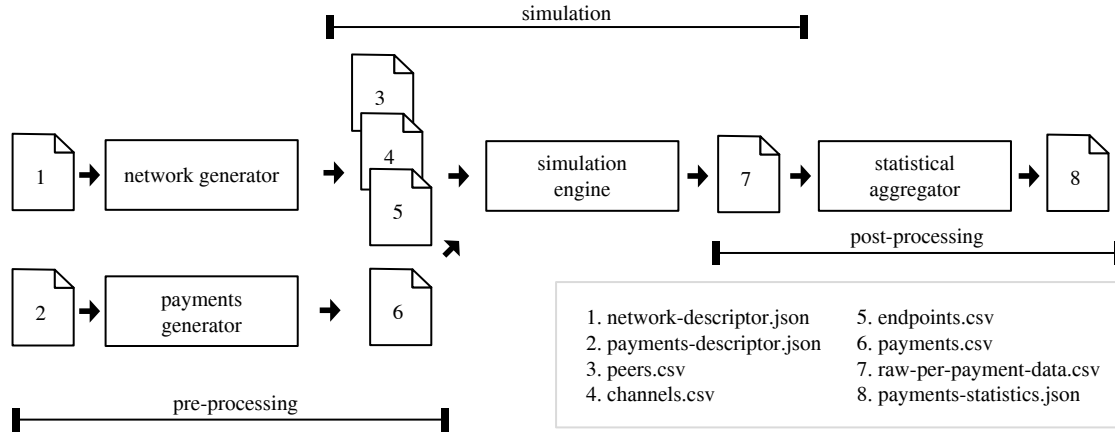 simulation
3
4
5
1
network generator
simulation
engine
7
statistical
aggregator
8
post-processing
2
payments
generator
6
1. network-descriptor.json
2. payments-descriptor.json
3. peers.csv
4. channels.csv
5. endpoints.csv
6. payments.csv
7. raw-per-payment-data.csv
8. payments-statistics.json
pre-processing